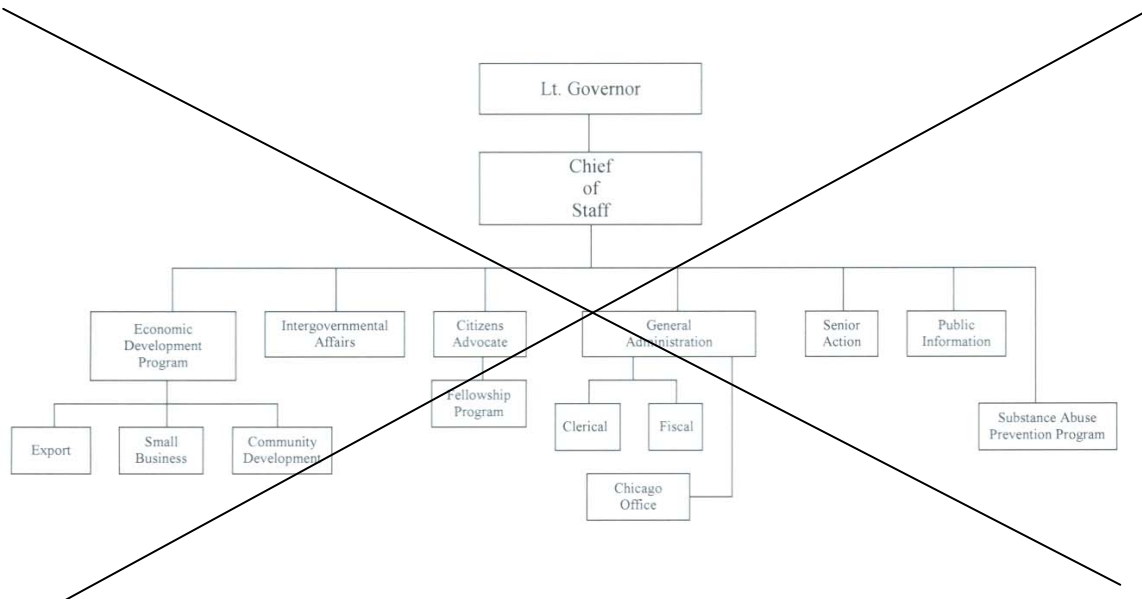 Lt. Governor
Chief
of
Staff
Economic
Development
Program
Intergovernmental
Affairs
Citizens
Advocate
General
Administration
Senior
Action
Public
Information
Fellowship
Program
Clerical
Fiscal
Substance Abuse
Prevention Program
Export
Small
Business
Community
Development
Chicago
Office